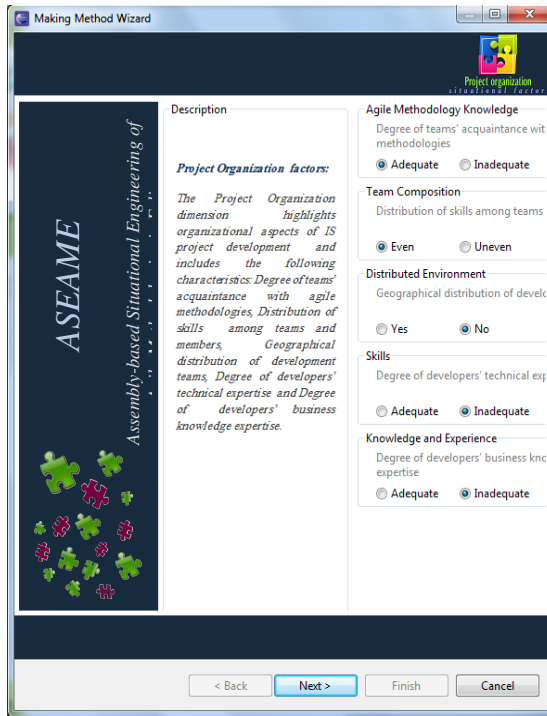 Making Method Wizard
Project organization
situational factor
ASEAME
Assembly-based Situational Engineering of
Description
Project Organization factors:
The Project Organization
dimension highlights
organizational aspects of IS
project development and
includes the following
characteristics: Degree of teams'
acquaintance with agile
methodologies, Distribution of
skills among teams and
members, Geographical
distribution of development
teams, Degree of developers'
technical expertise and Degree
of developers' business
knowledge expertise.
Agile Methodology Knowledge
Degree of teams' acquaintance wit
methodologies
Adequate Inadequate
Team Composition
Distribution of skills among teams
Even Uneven
Distributed Environment
Geographical distribution of develo
Yes No
Skills
Degree of developers' technical exp
Adequate Inadequate
Knowledge and Experience
Degree of developers' business knc
expertise
Adequate Inadequate
< Back Next > Finish Cancel